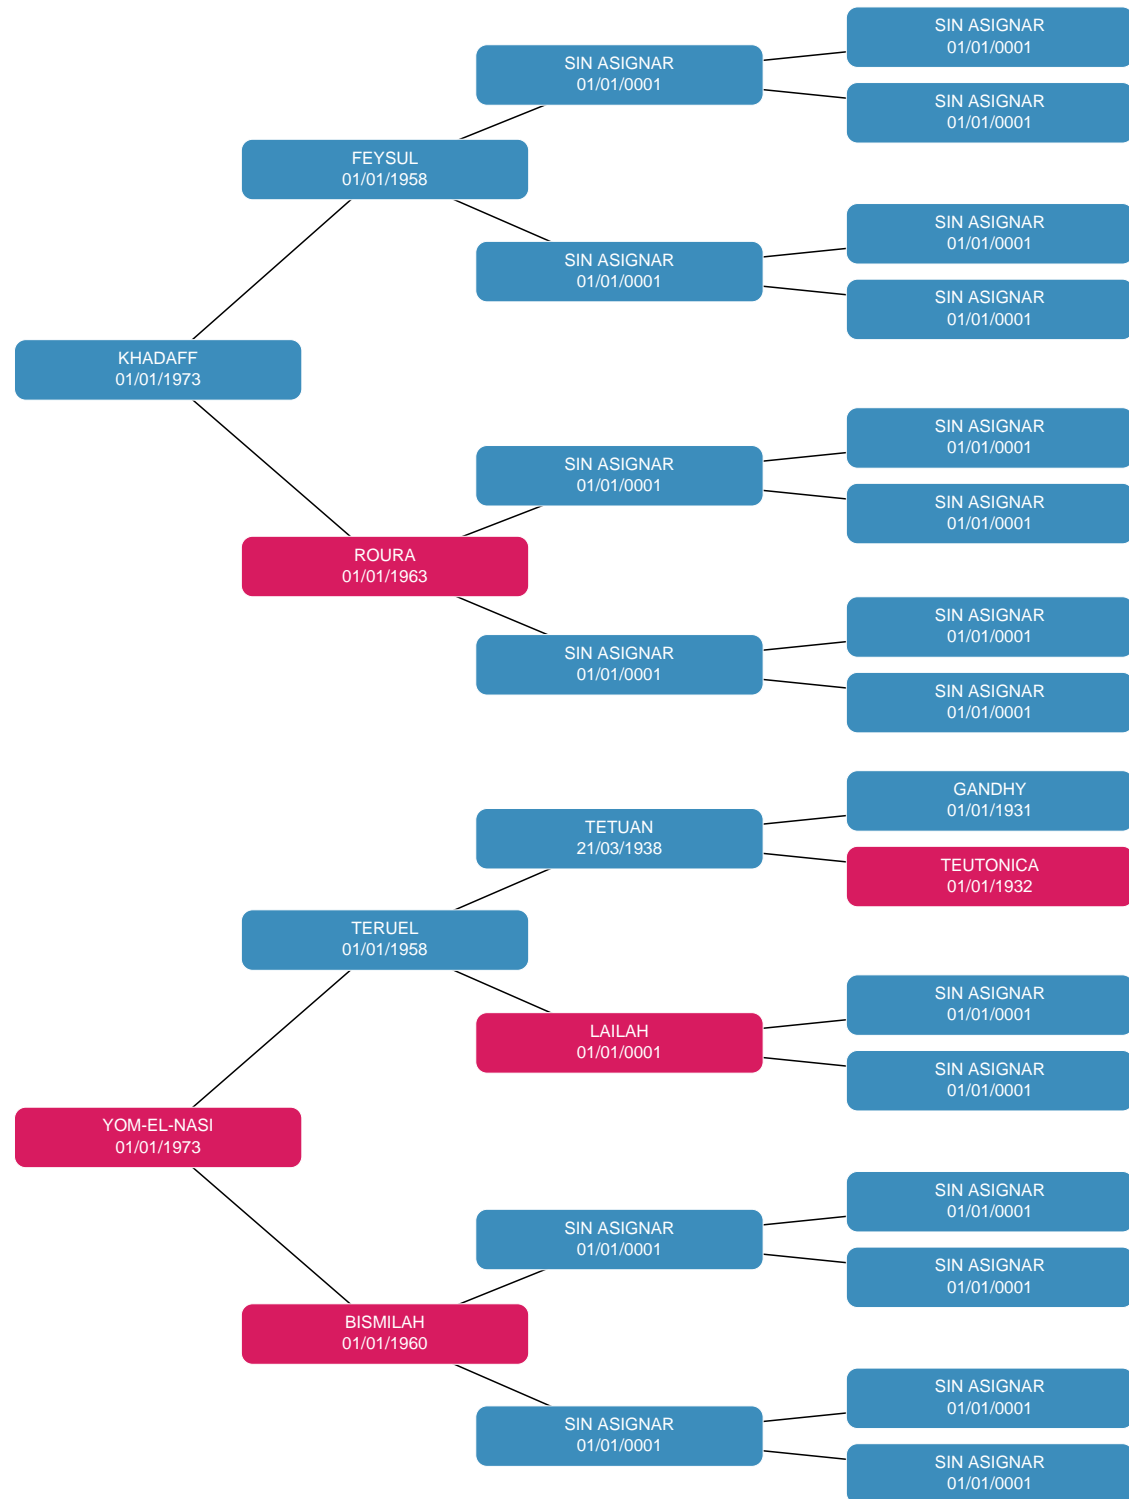 SIN ASIGNAR
01/01/0001
SIN ASIGNAR
01/01/0001
SIN ASIGNAR
01/01/0001
FEYSUL
01/01/1958
SIN ASIGNAR
01/01/0001
SIN ASIGNAR
01/01/0001
SIN ASIGNAR
01/01/0001
KHADAFF
01/01/1973
SIN ASIGNAR
01/01/0001
SIN ASIGNAR
01/01/0001
SIN ASIGNAR
01/01/0001
ROURA
01/01/1963
SIN ASIGNAR
01/01/0001
SIN ASIGNAR
01/01/0001
SIN ASIGNAR
01/01/0001
GANDHY
01/01/1931
TETUAN
21/03/1938
TEUTONICA
01/01/1932
TERUEL
01/01/1958
SIN ASIGNAR
01/01/0001
LAILAH
01/01/0001
SIN ASIGNAR
01/01/0001
YOM-EL-NASI
01/01/1973
SIN ASIGNAR
01/01/0001
SIN ASIGNAR
01/01/0001
SIN ASIGNAR
01/01/0001
BISMILAH
01/01/1960
SIN ASIGNAR
01/01/0001
SIN ASIGNAR
01/01/0001
SIN ASIGNAR
01/01/0001